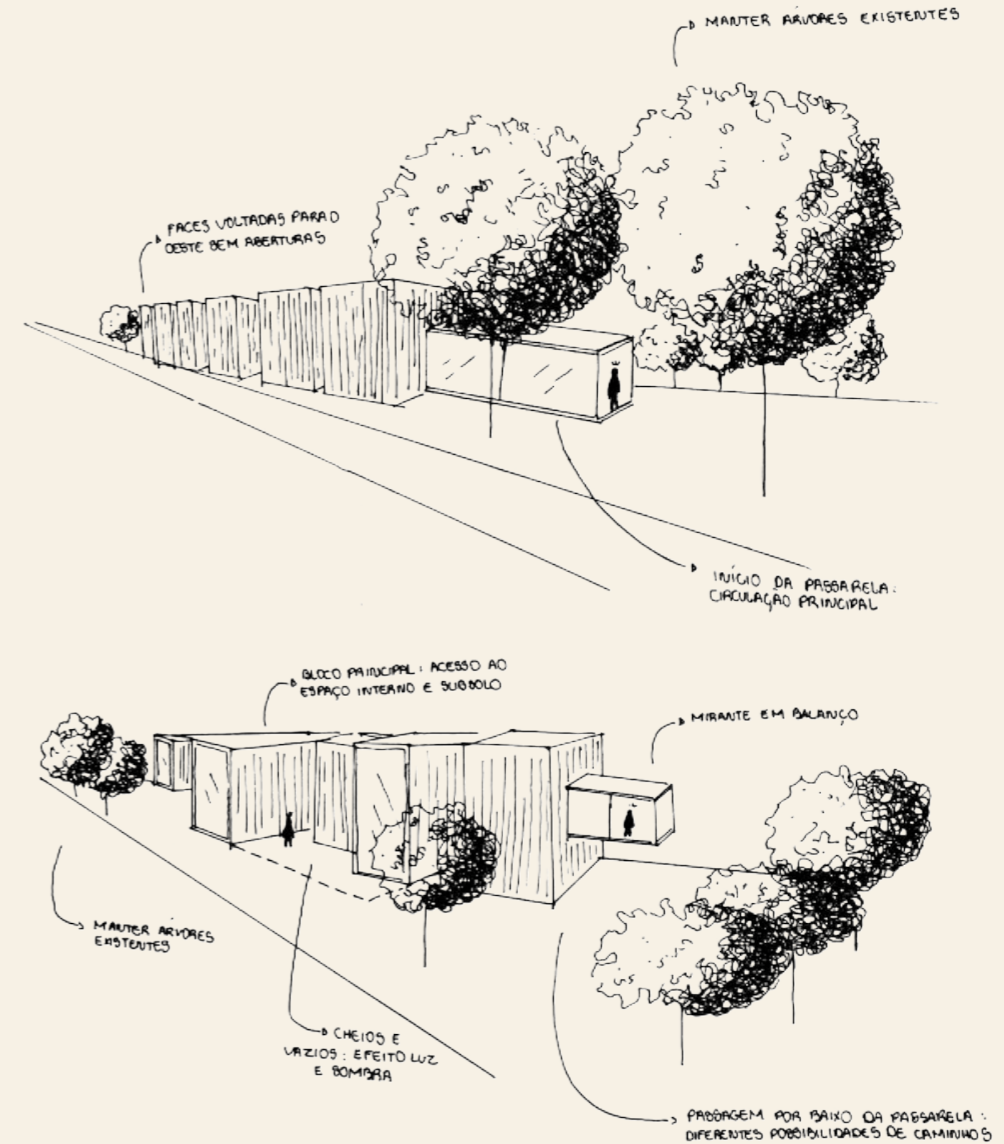 MANTER ÁRVORES EXISTENTES
FACES VOLTADAS PARA O
OESTE SEM ABERTURAS
INÍCIO DA PASSARELA:
CIRCULAÇÃO PRINCIPAL
BLOCO PRINCIPAL: ACESSO AO
ESPAÇO INTERNO E SUBSOLO
MIRANTE EM BALANÇO
MANTER ÁRVORES
EXISTENTES
CHEIOS E
VAZIOS: EFEITO LUZ
E SOMBRA
PASSAGEM POR BAIXO DA PASSARELA:
DIFERENTES POSSIBILIDADES DE CAMINHOS